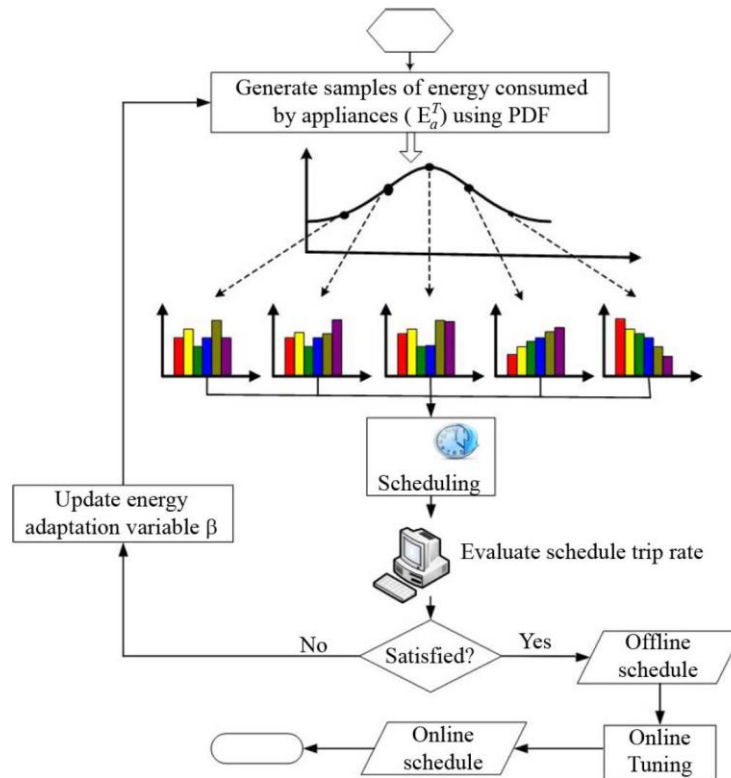 Generate samples of energy consumed
by appliances ( E_a^T) using PDF
Scheduling
Update energy
adaptation variable β
Evaluate schedule trip rate
No
Satisfied?
Yes
Offline
schedule
Online
schedule
Online
Tuning